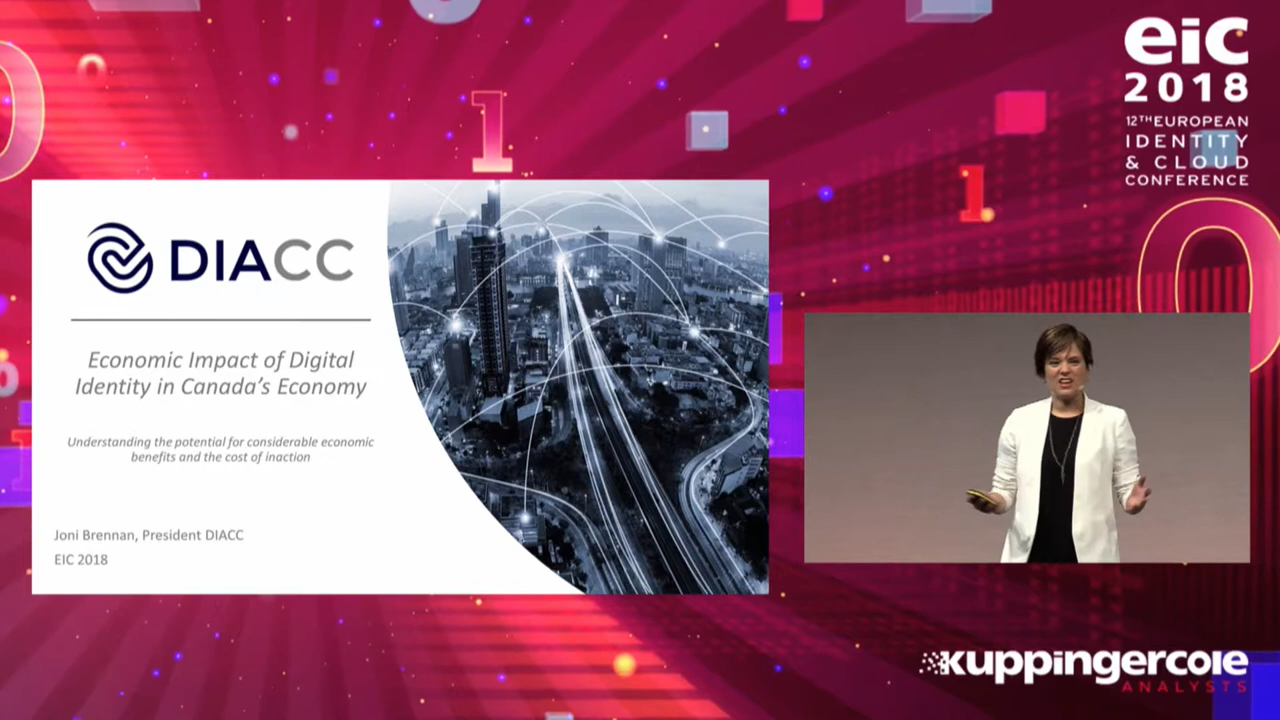 eic
2018
12TH EUROPEAN
IDENTITY
& CLOUD
CONFERENCE
DIACC
Economic Impact of Digital
Identity in Canada's Economy
Understanding the potential for considerable economic
benefits and the cost of inaction
Joni Brennan, President DIACC
EIC 2018
kuppingercole
ANALYSTS